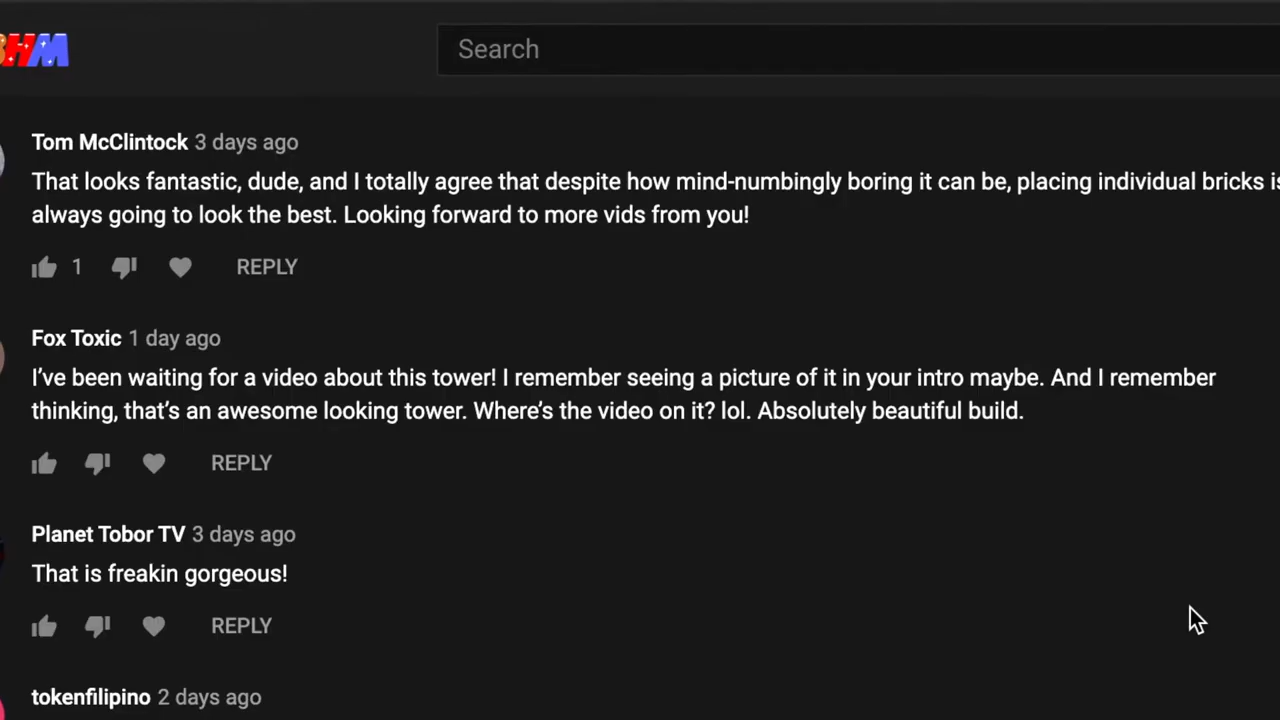 HM
Search
Tom McClintock 3 days ago
That looks fantastic, dude, and I totally agree that despite how mind-numbingly boring it can be, placing individual bricks is
always going to look the best. Looking forward to more vids from you!
1 REPLY
Fox Toxic 1 day ago
I've been waiting for a video about this tower! I remember seeing a picture of it in your intro maybe. And I remember
thinking, that's an awesome looking tower. Where's the video on it? lol. Absolutely beautiful build.
REPLY
Planet Tobor TV 3 days ago
That is freakin gorgeous!
REPLY
tokenfilipino 2 days ago